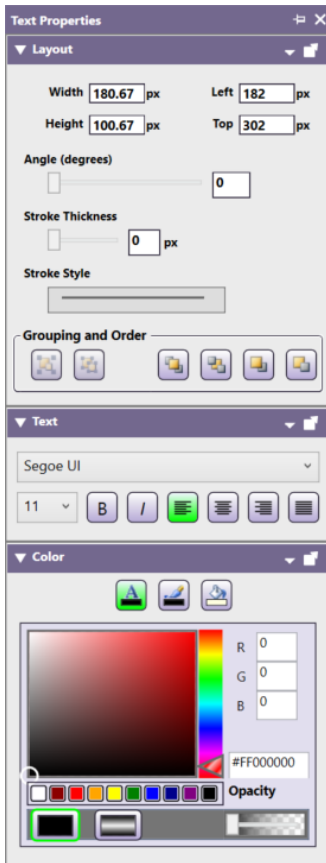 Text Properties
Layout
Width 180.67 px Left 182 px
Height 100.67 px Top 302 px
Angle (degrees)
0
Stroke Thickness
0 px
Stroke Style
Grouping and Order
Text
Segoe UI
11 B I
Color
A
R 0
G 0
B 0
#FF000000
Opacity